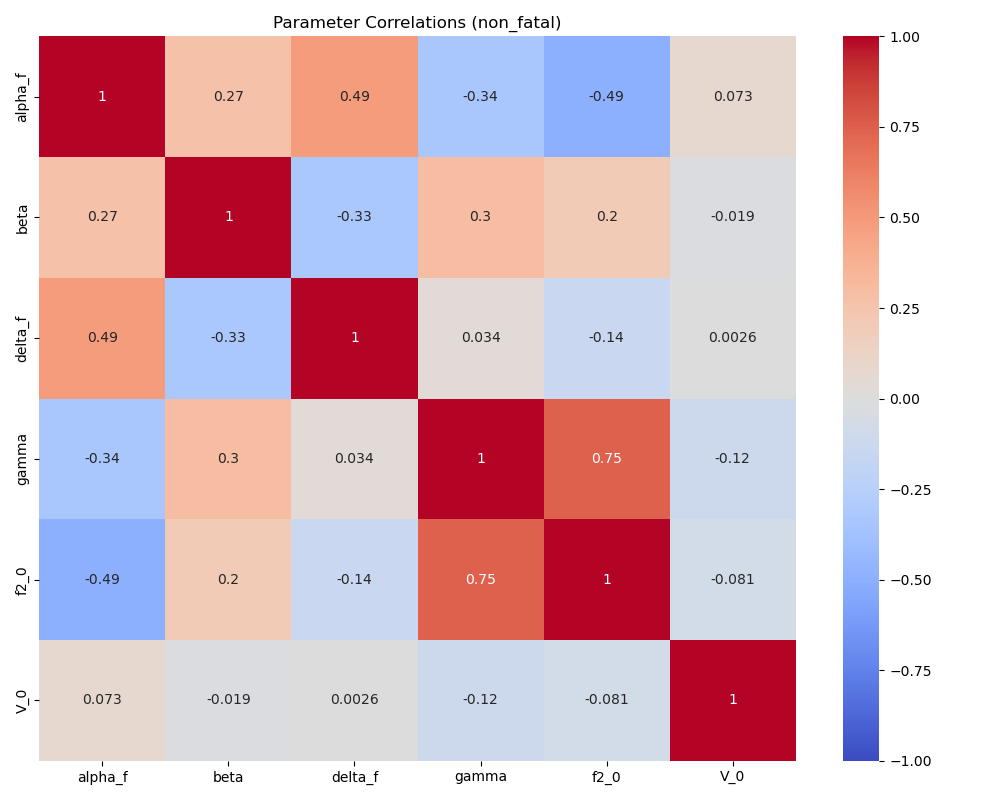 Parameter Correlations (non_fatal)
alpha_f 1 0.27 0.49 -0.34 -0.49 0.073
beta 0.27 1 -0.33 0.3 0.2 -0.019
delta_f 0.49 -0.33 1 0.034 -0.14 0.0026
gamma -0.34 0.3 0.034 1 0.75 -0.12
f2_0 -0.49 0.2 -0.14 0.75 1 -0.081
V_0 0.073 -0.019 0.0026 -0.12 -0.081 1
alpha_f beta delta_f gamma f2_0 V_0
1.00
0.75
0.50
0.25
0.00
−0.25
−0.50
−0.75
−1.00